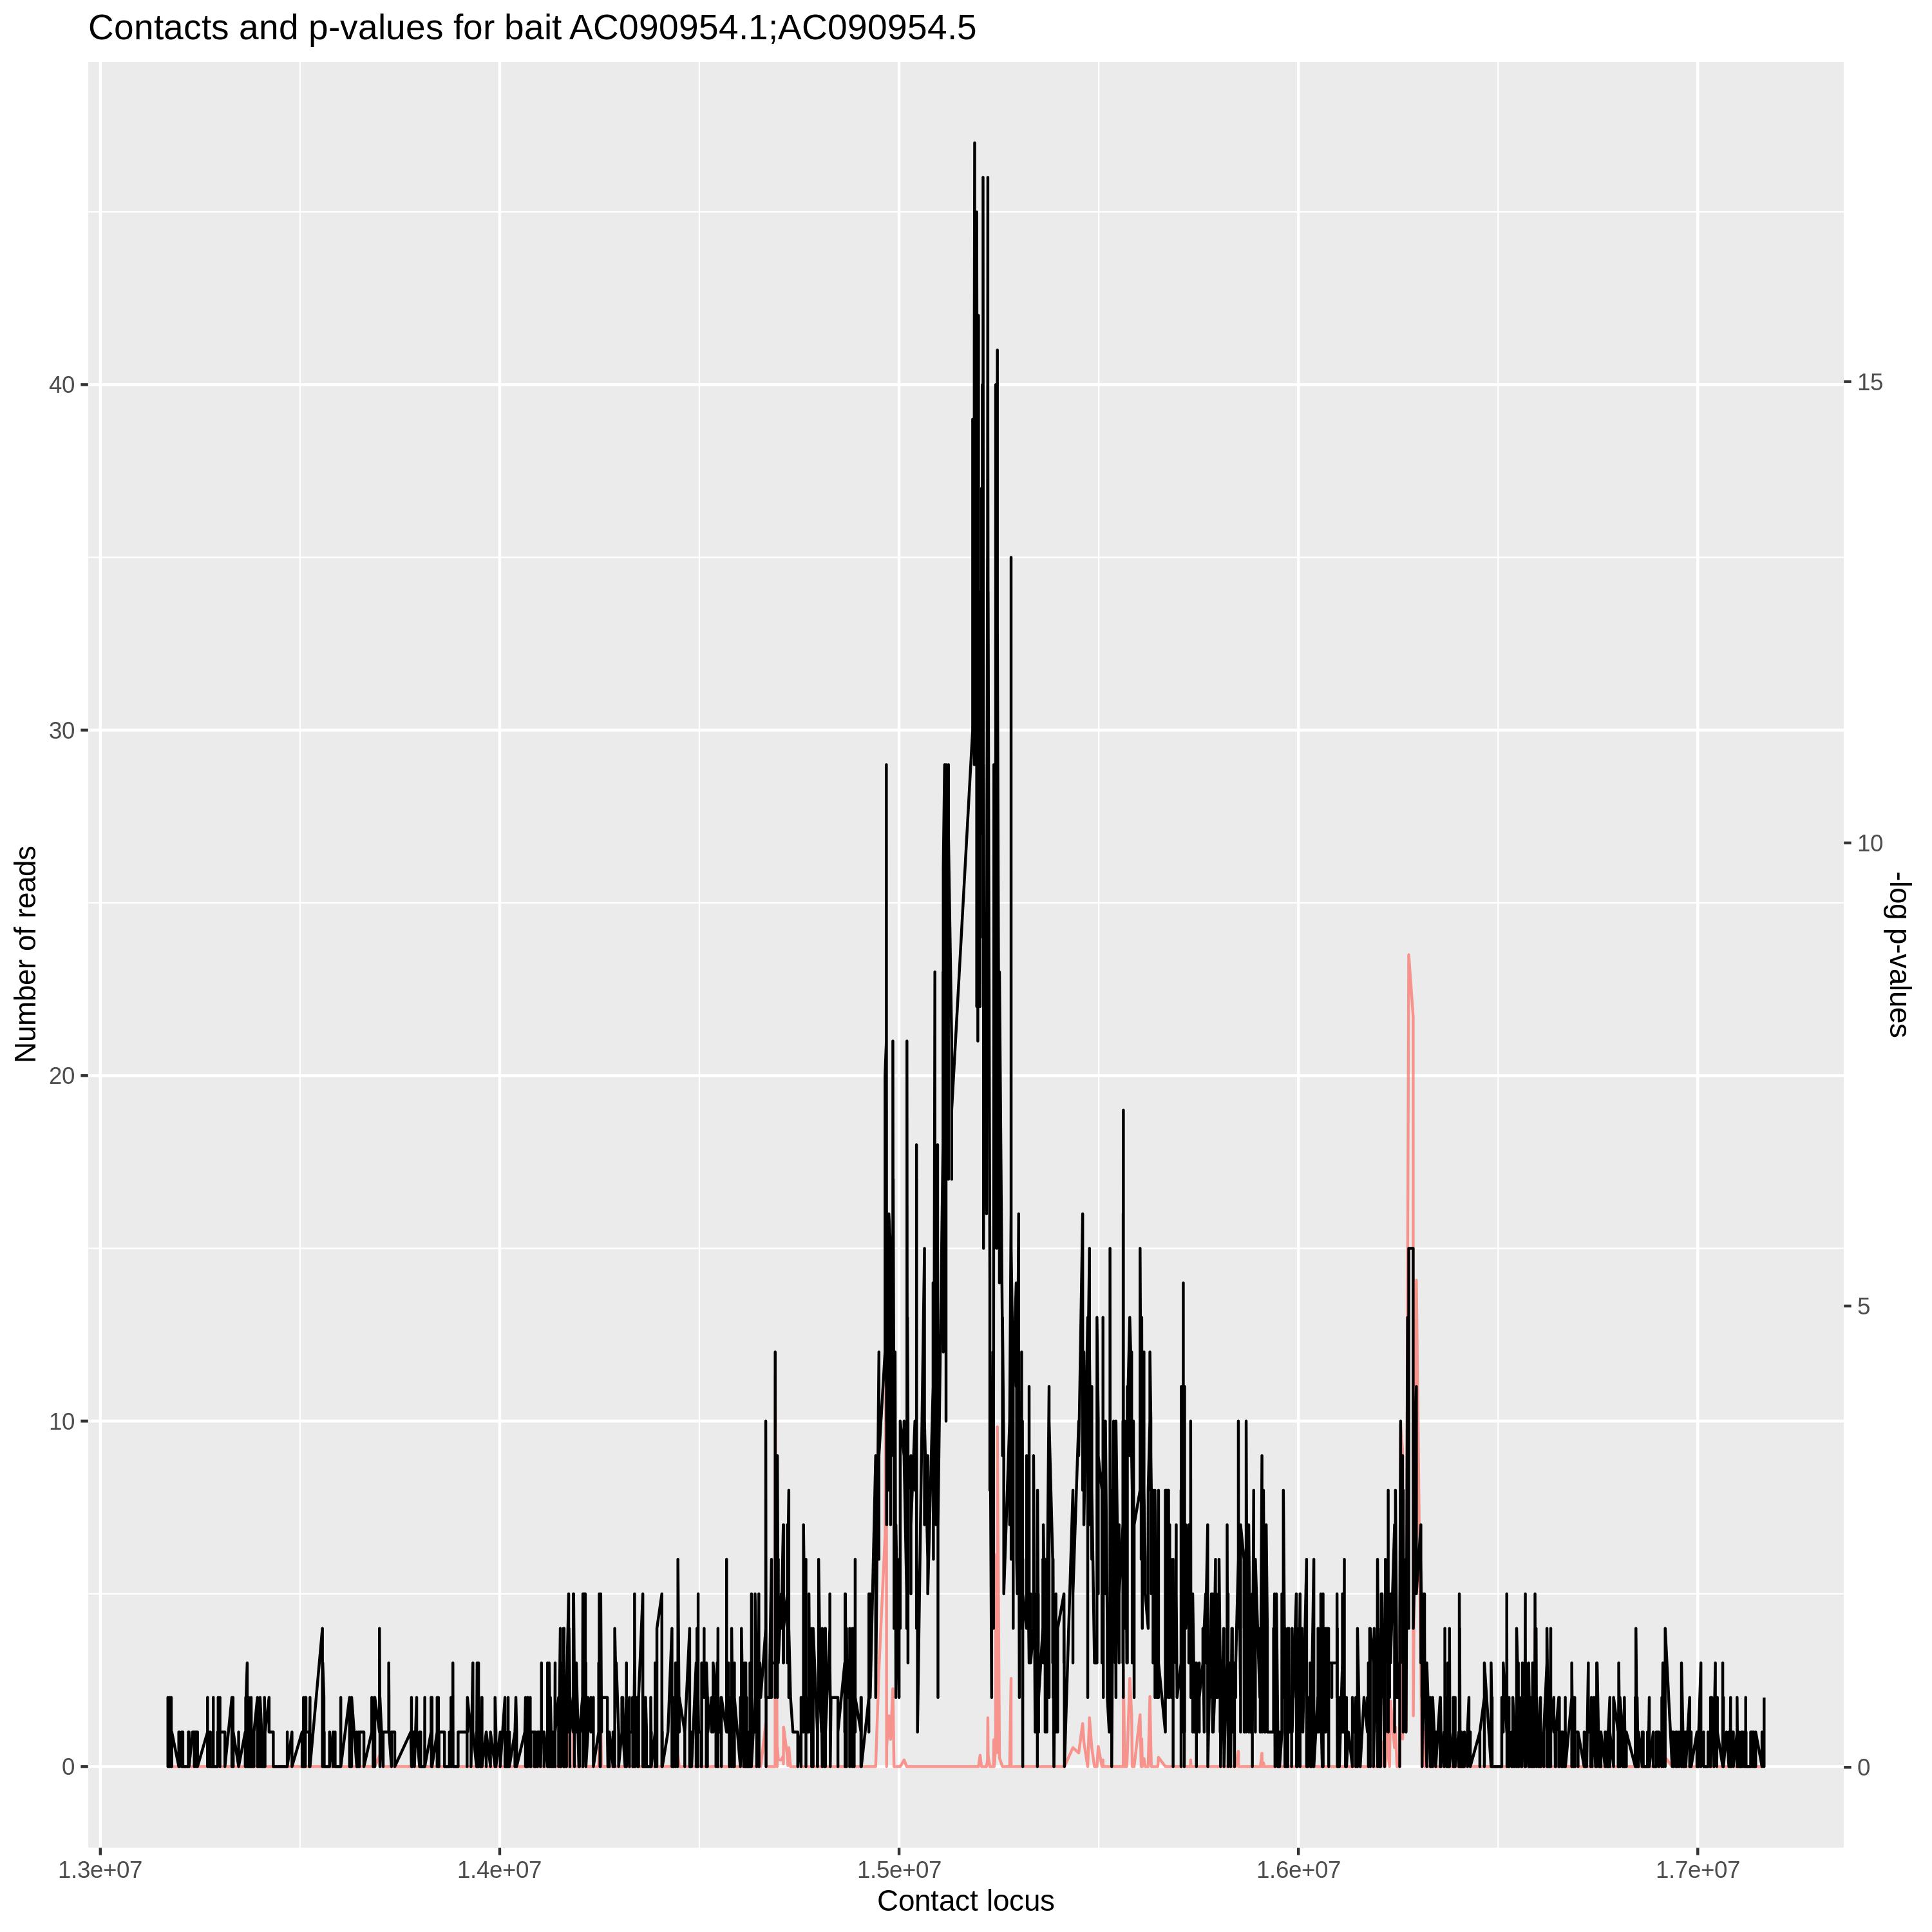 Contacts and p-values for bait AC090954.1;AC090954.5
Number of reads
40
30
20
10
0
15
10
5
0
-log p-values
1.3e+07
1.4e+07
1.5e+07
1.6e+07
1.7e+07
Contact locus